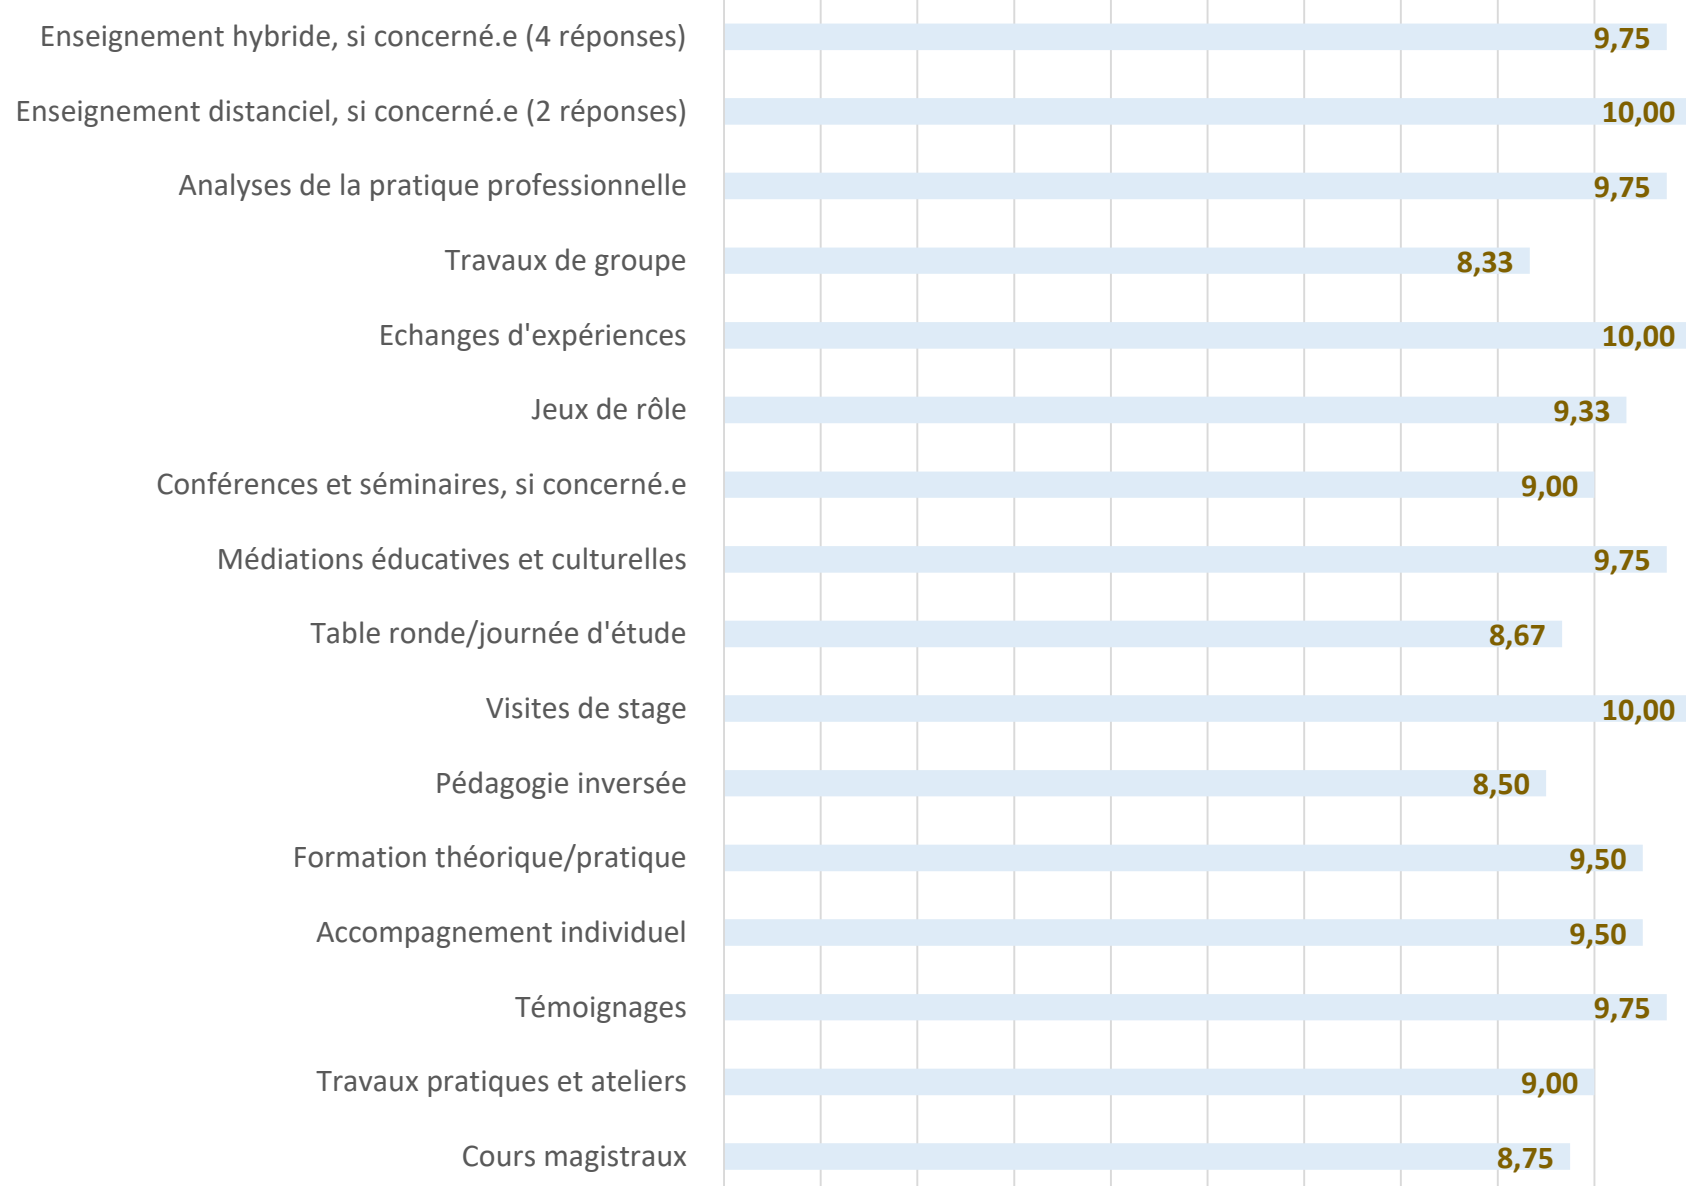 Enseignement hybride, si concerné.e (4 réponses) 9,75
Enseignement distanciel, si concerné.e (2 réponses) 10,00
Analyses de la pratique professionnelle 9,75
Travaux de groupe 8,33
Echanges d'expériences 10,00
Jeux de rôle 9,33
Conférences et séminaires, si concerné.e 9,00
Médiations éducatives et culturelles 9,75
Table ronde/journée d'étude 8,67
Visites de stage 10,00
Pédagogie inversée 8,50
Formation théorique/pratique 9,50
Accompagnement individuel 9,50
Témoignages 9,75
Travaux pratiques et ateliers 9,00
Cours magistraux 8,75